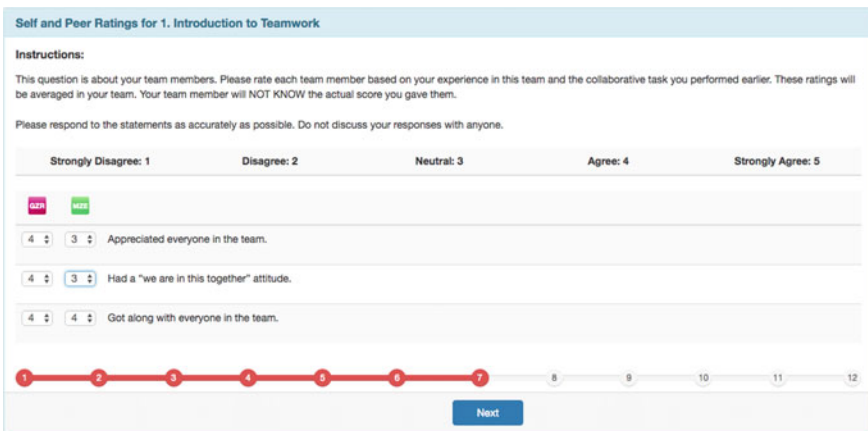 Self and Peer Ratings for 1. Introduction to Teamwork
Instructions:
This question is about your team members. Please rate each team member based on your experience in this team and the collaborative task you performed earlier. These ratings will
be averaged in your team. Your team member will NOT KNOW the actual score you gave them.
Please respond to the statements as accurately as possible. Do not discuss your responses with anyone.
Strongly Disagree: 1 Disagree: 2 Neutral: 3 Agree: 4 Strongly Agree: 5
GZR MZE
4 3 Appreciated everyone in the team.
4 3 Had a "we are in this together" attitude.
4 4 Got along with everyone in the team.
1 2 3 4 5 6 7 8 9 10 11 12
Next